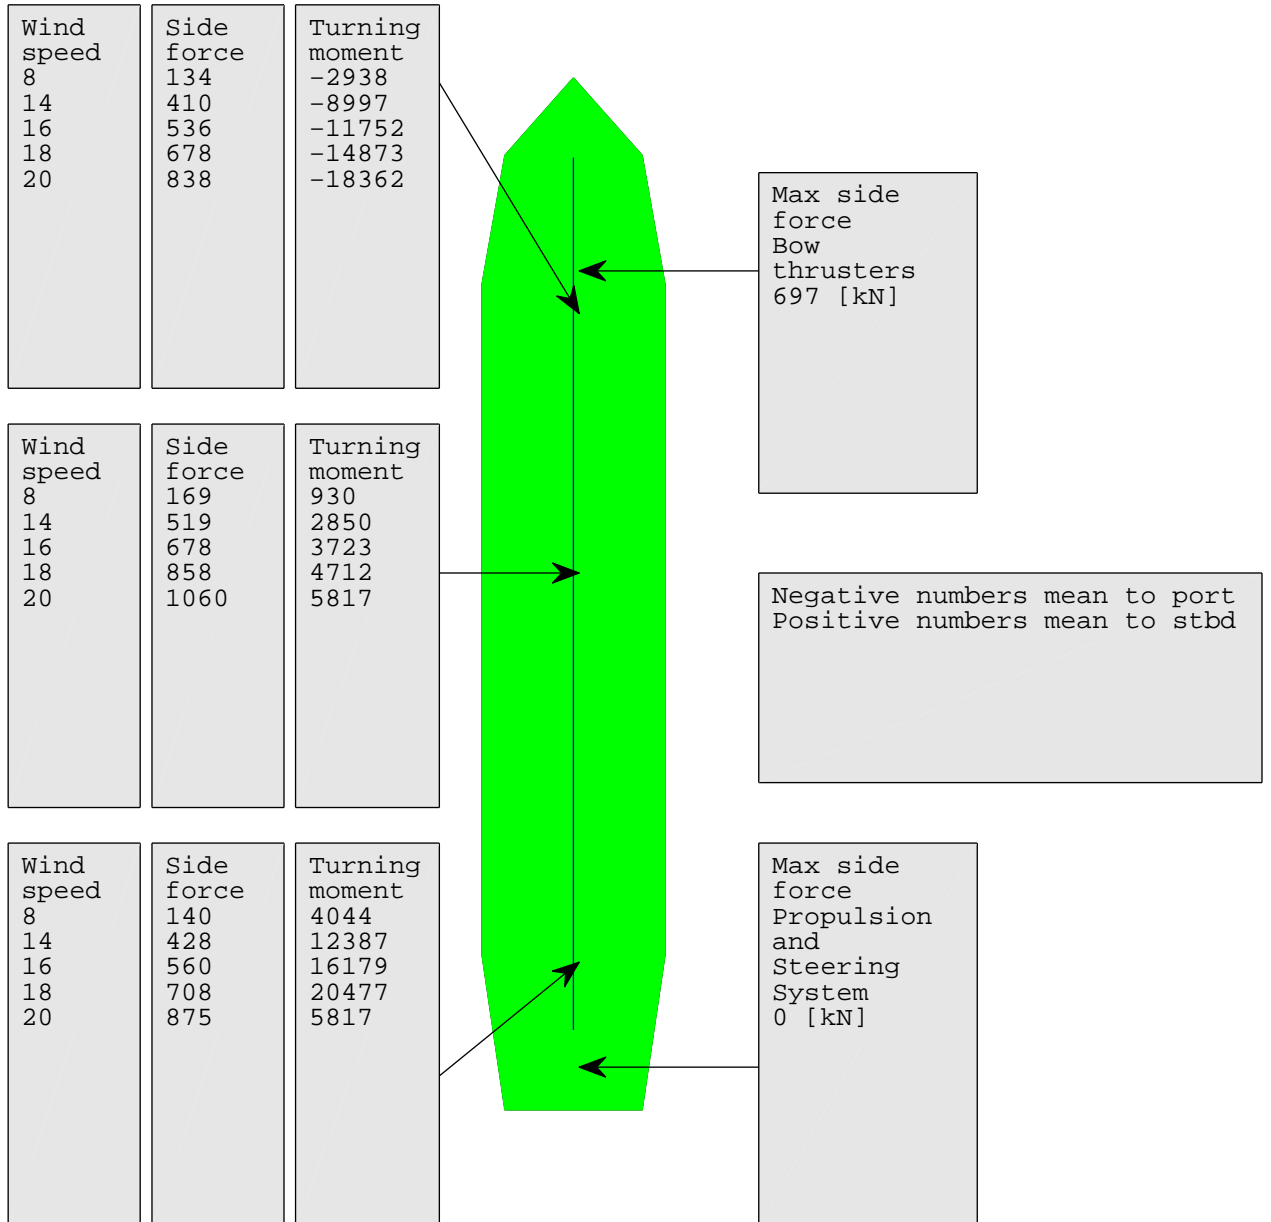 Wind
speed
8
14
16
18
20
Side
force
134
410
536
678
838
Turning
moment
−2938
−8997
−11752
−14873
−18362
Max side
force
Bow
thrusters
697 [kN]
Wind
speed
8
14
16
18
20
Side
force
169
519
678
858
1060
Turning
moment
930
2850
3723
4712
5817
Negative numbers mean to port
Positive numbers mean to stbd
Wind
speed
8
14
16
18
20
Side
force
140
428
560
708
875
Turning
moment
4044
12387
16179
20477
5817
Max side
force
Propulsion
and
Steering
System
0 [kN]